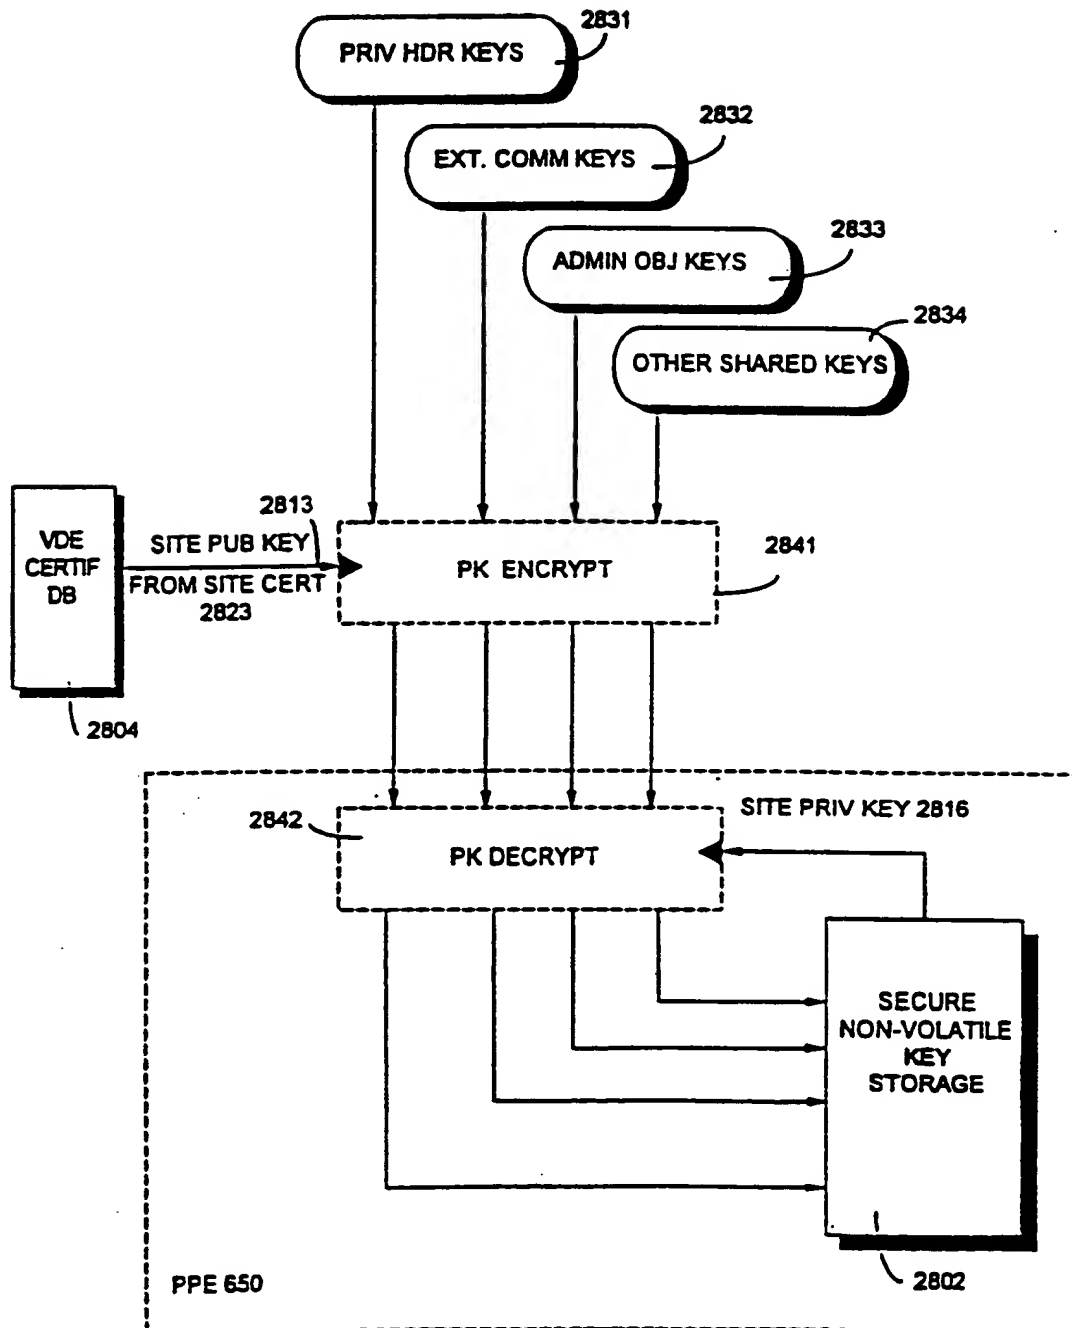 2831
PRIV HDR KEYS
2832
EXT. COMM KEYS
2833
ADMIN OBJ KEYS
2834
OTHER SHARED KEYS
2813
VDE
CERTIF
DB
SITE PUB KEY
FROM SITE CERT
2823
PK ENCRYPT
2841
2804
SITE PRIV KEY 2816
2842
PK DECRYPT
SECURE
NON-VOLATILE
KEY
STORAGE
PPE 650
2802